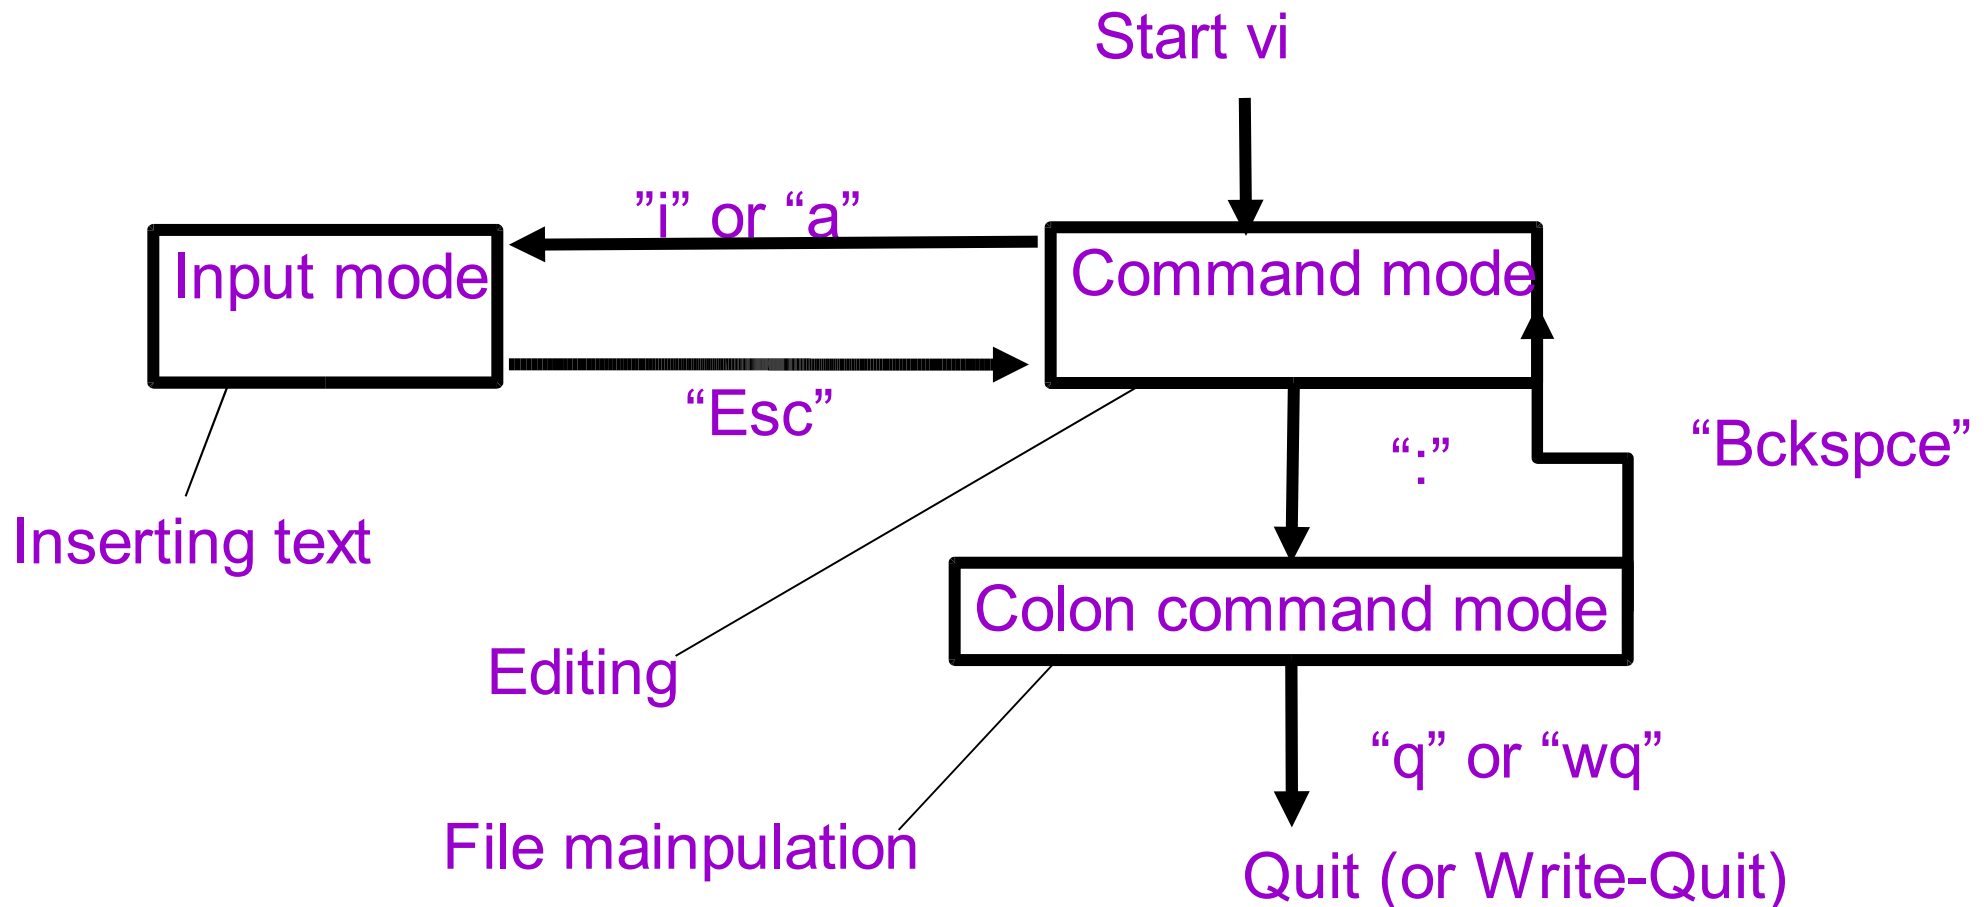 Start vi
”i” or “a”
Input mode
Command mode
“Esc”
“:”
“Bckspce”
Inserting text
Colon command mode
Editing
“q” or “wq”
File mainpulation
Quit (or Write-Quit)